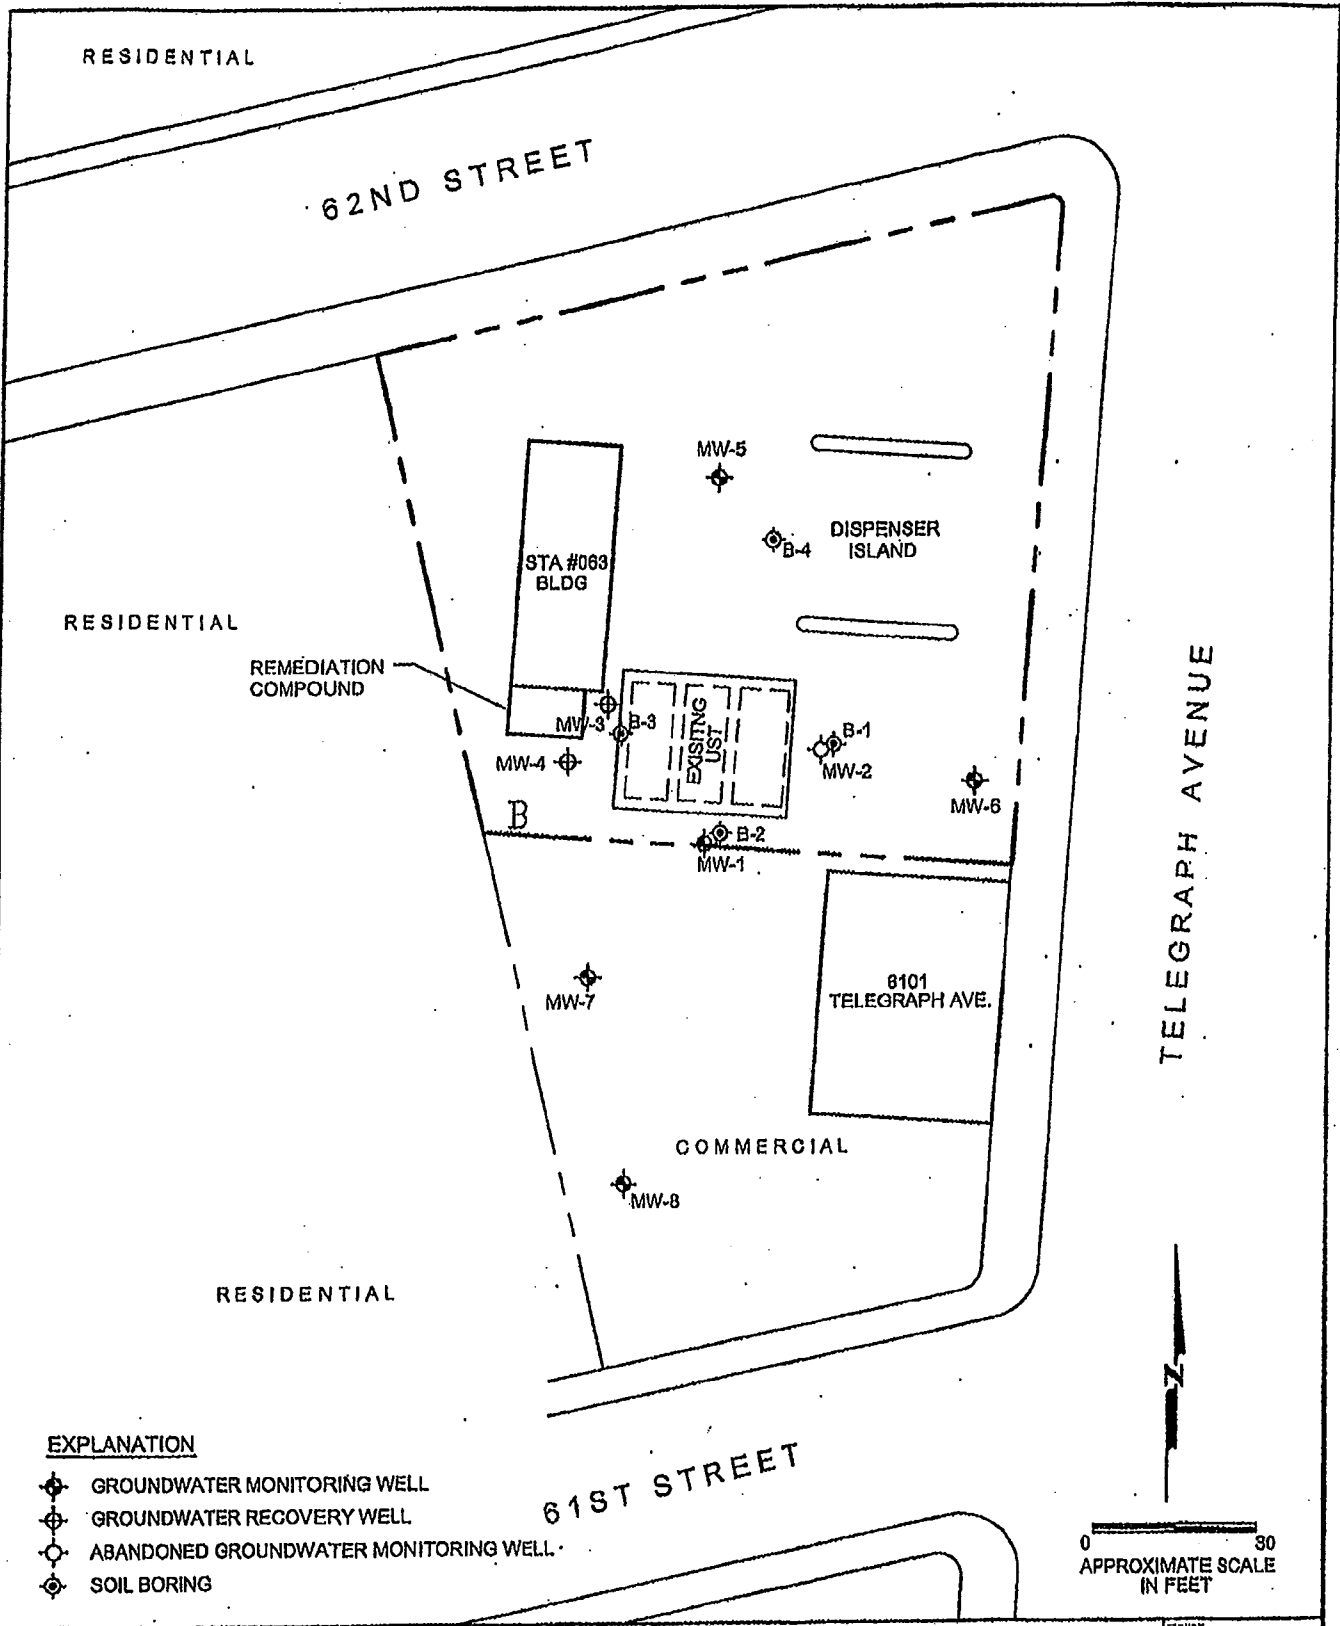 RESIDENTIAL
62ND STREET
MW-5
B-4
DISPENSER
ISLAND
STA #063
BLDG
RESIDENTIAL
REMEDIATION
COMPOUND
MW-3
B-3
EXISITNG
UST
B-1
MW-2
MW-4
MW-6
B
B-2
MW-1
TELEGRAPH AVENUE
MW-7
6101
TELEGRAPH AVE.
COMMERCIAL
MW-8
RESIDENTIAL
N
EXPLANATION
GROUNDWATER MONITORING WELL
GROUNDWATER RECOVERY WELL
ABANDONED GROUNDWATER MONITORING WELL
SOIL BORING
61ST STREET
0 30
APPROXIMATE SCALE
IN FEET